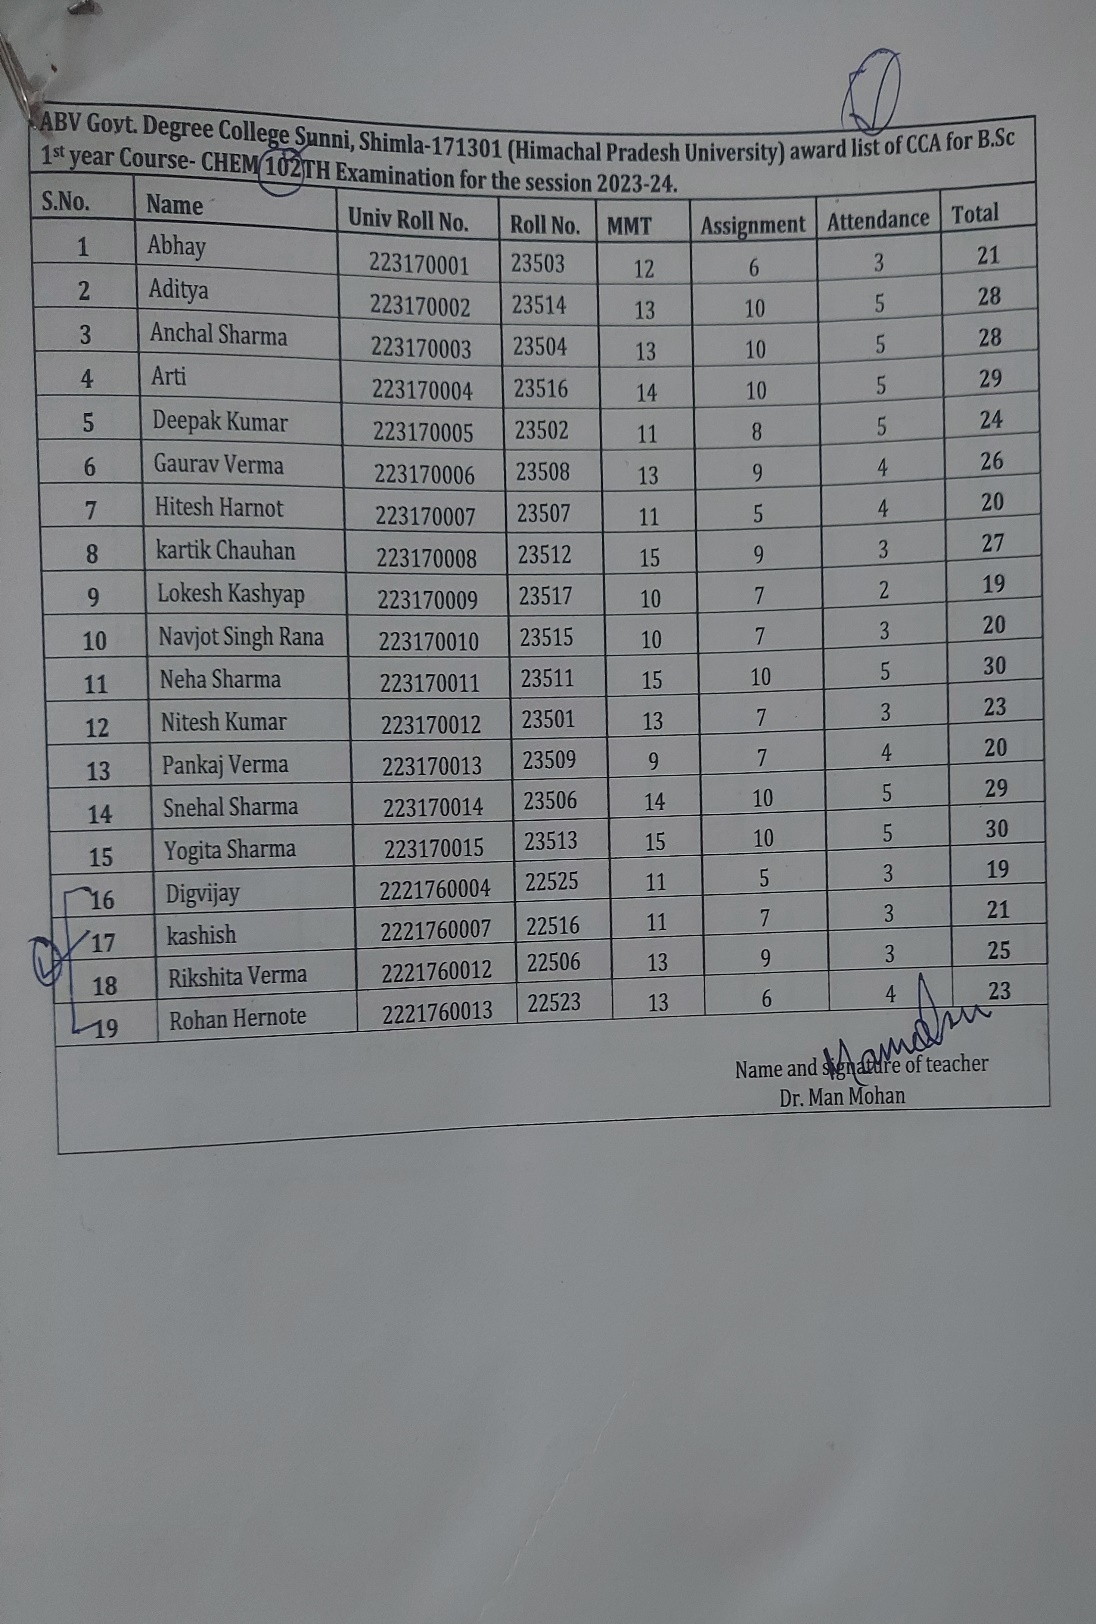 ABV Govt. Degree College Sunni, Shimla-171301 (Himachal Pradesh University) award list of CCA for B.Sc
1st year Course- CHEM 102TH Examination for the session 2023-24.
S.No. Name Univ Roll No. Roll No. MMT Assignment Attendance Total
1 Abhay 223170001 23503 12 6 3 21
2 Aditya 223170002 23514 13 10 5 28
3 Anchal Sharma 223170003 23504 13 10 5 28
4 Arti 223170004 23516 14 10 5 29
5 Deepak Kumar 223170005 23502 11 8 5 24
6 Gaurav Verma 223170006 23508 13 9 4 26
7 Hitesh Harnot 223170007 23507 11 5 4 20
8 kartik Chauhan 223170008 23512 15 9 3 27
9 Lokesh Kashyap 223170009 23517 10 7 2 19
10 Navjot Singh Rana 223170010 23515 10 7 3 20
11 Neha Sharma 223170011 23511 15 10 5 30
12 Nitesh Kumar 223170012 23501 13 7 3 23
13 Pankaj Verma 223170013 23509 9 7 4 20
14 Snehal Sharma 223170014 23506 14 10 5 29
15 Yogita Sharma 223170015 23513 15 10 5 30
16 Digvijay 2221760004 22525 11 5 3 19
17 kashish 2221760007 22516 11 7 3 21
18 Rikshita Verma 2221760012 22506 13 9 3 25
19 Rohan Hernote 2221760013 22523 13 6 4 23
Name and signature of teacher
Dr. Man Mohan